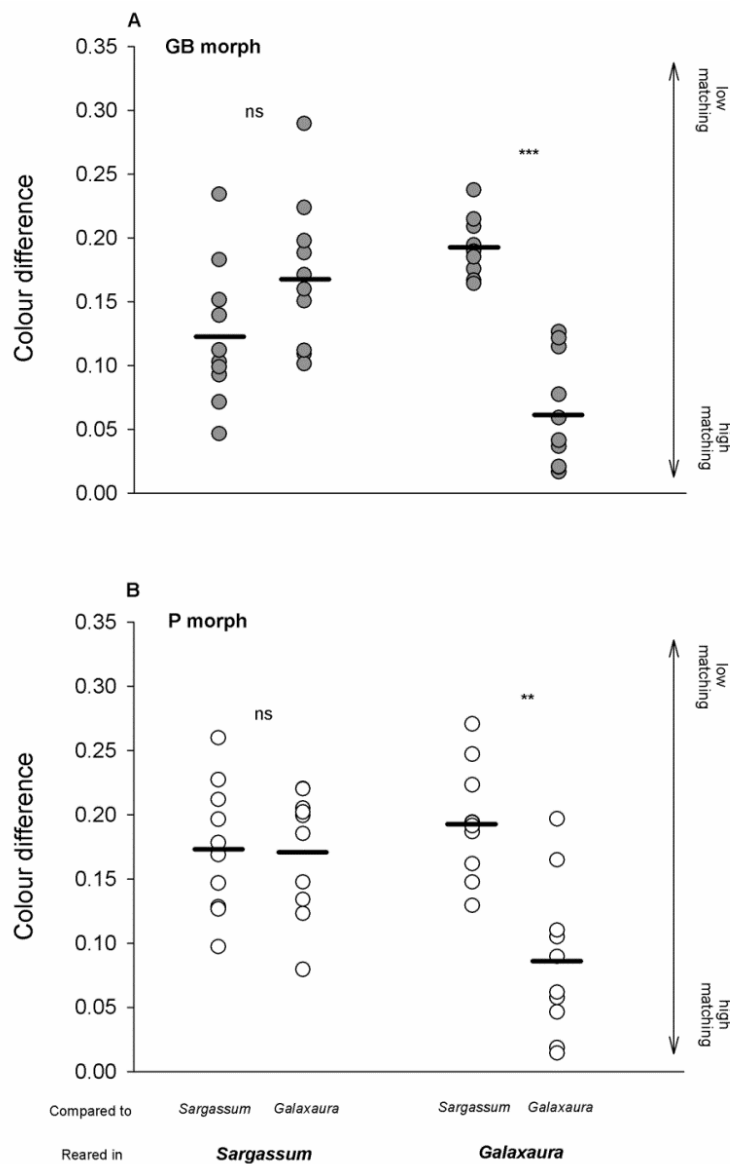 A
GB morph
0.35
0.30
0.25
0.20
0.15
0.10
0.05
0.00
Colour difference
ns
***
low
matching
high
matching
B
P morph
0.35
0.30
0.25
0.20
0.15
0.10
0.05
0.00
Colour difference
ns
**
low
matching
high
matching
Compared to Sargassum Galaxaura Sargassum Galaxaura
Reared in Sargassum Galaxaura